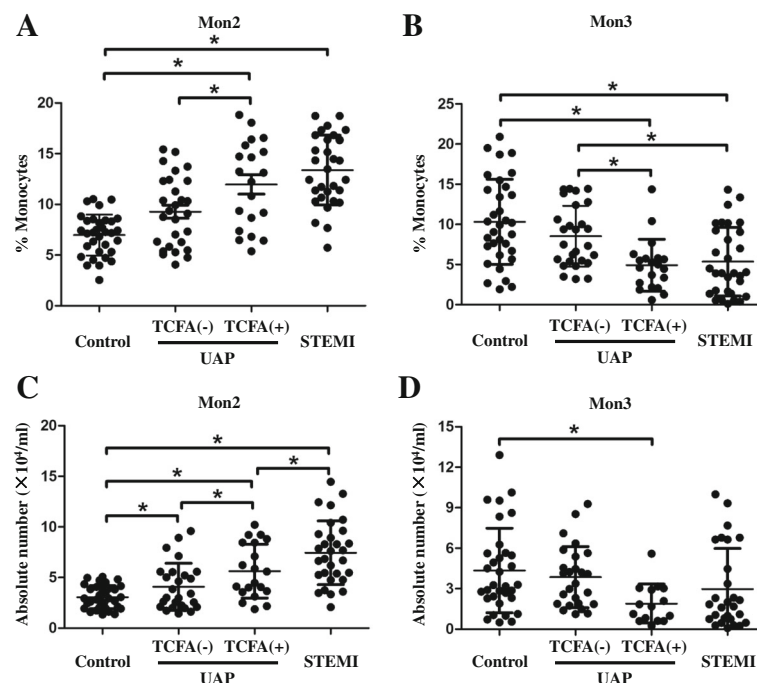 A
Mon2
*
*
*
20
15
10
5
0
% Monocytes
Control
TCFA(-)
TCFA(+)
STEMI
UAP
B
Mon3
*
*
*
*
25
20
15
10
5
0
% Monocytes
Control
TCFA(-)
TCFA(+)
STEMI
UAP
C
Mon2
*
*
*
*
*
20
15
10
5
0
Absolute number (×10⁴/ml)
Control
TCFA(-)
TCFA(+)
STEMI
UAP
D
Mon3
*
15
12
9
6
3
0
Absolute number (×10⁴/ml)
Control
TCFA(-)
TCFA(+)
STEMI
UAP